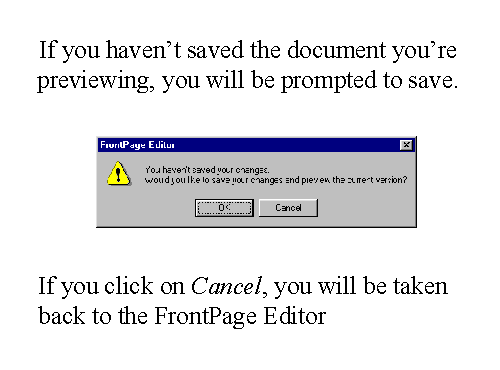 If you haven't saved the document you're
previewing, you will be prompted to save.
FrontPage Editor
You haven't saved your changes.
Would you like to save your changes and preview the current version?
OK
Cancel
If you click on Cancel, you will be taken
back to the FrontPage Editor